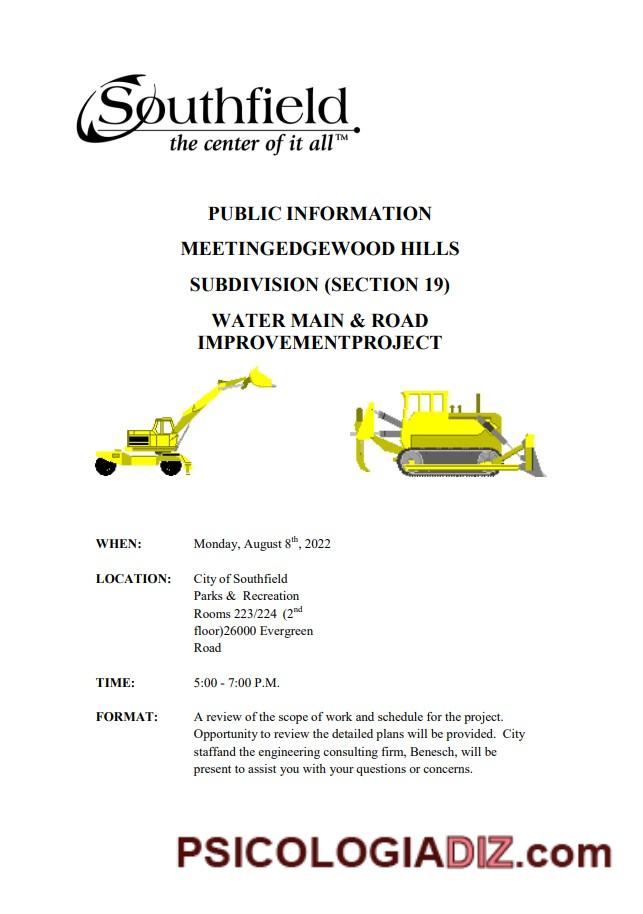 Southfield
the center of it all™
PUBLIC INFORMATION
MEETINGEDGEWOOD HILLS
SUBDIVISION (SECTION 19)
WATER MAIN & ROAD
IMPROVEMENTPROJECT
WHEN: Monday, August 8th, 2022
LOCATION: City of Southfield
Parks & Recreation
Rooms 223/224 (2nd
floor)26000 Evergreen
Road
TIME: 5:00 - 7:00 P.M.
FORMAT: A review of the scope of work and schedule for the project.
Opportunity to review the detailed plans will be provided. City
staffand the engineering consulting firm, Benesch, will be
present to assist you with your questions or concerns.
PSICOLOGIADIZ.com